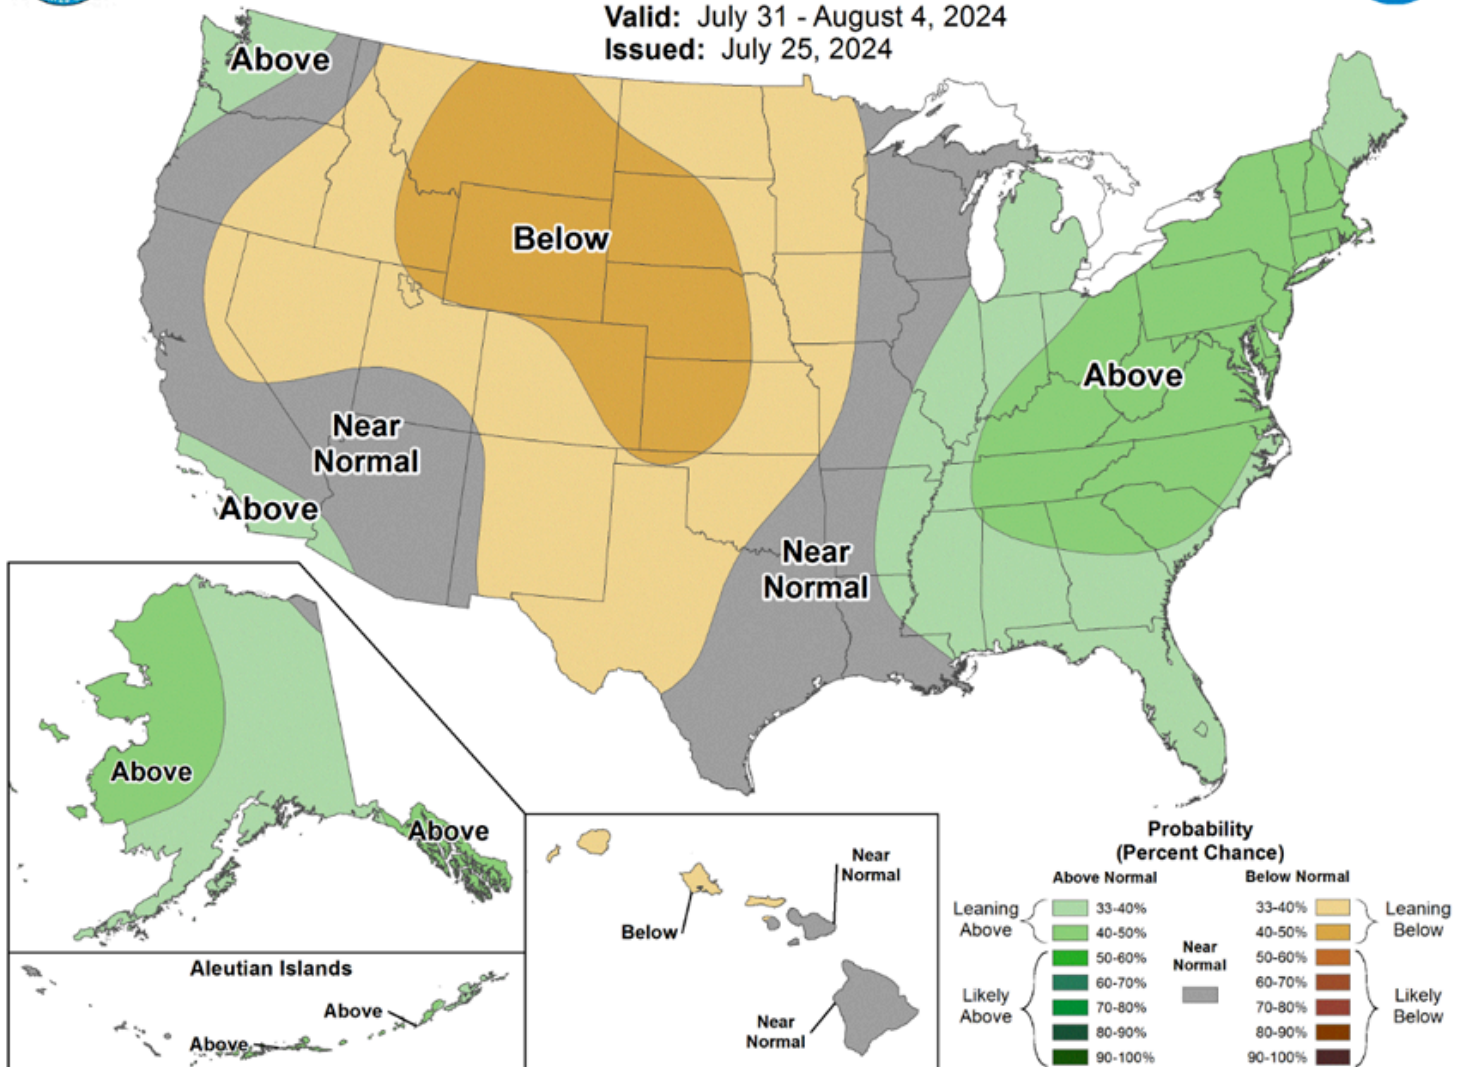 Valid: July 31 - August 4, 2024
Issued: July 25, 2024
Above
Below
Above
Near
Normal
Above
Near
Normal
Above
Above
Near
Normal
Below
Near
Normal
Aleutian Islands
Above
Above
Probability
(Percent Chance)
Above Normal Below Normal
Leaning
Above
33-40%
40-50%
50-60%
60-70%
70-80%
80-90%
90-100%
Likely
Above
Near
Normal
33-40%
40-50%
50-60%
60-70%
70-80%
80-90%
90-100%
Leaning
Below
Likely
Below